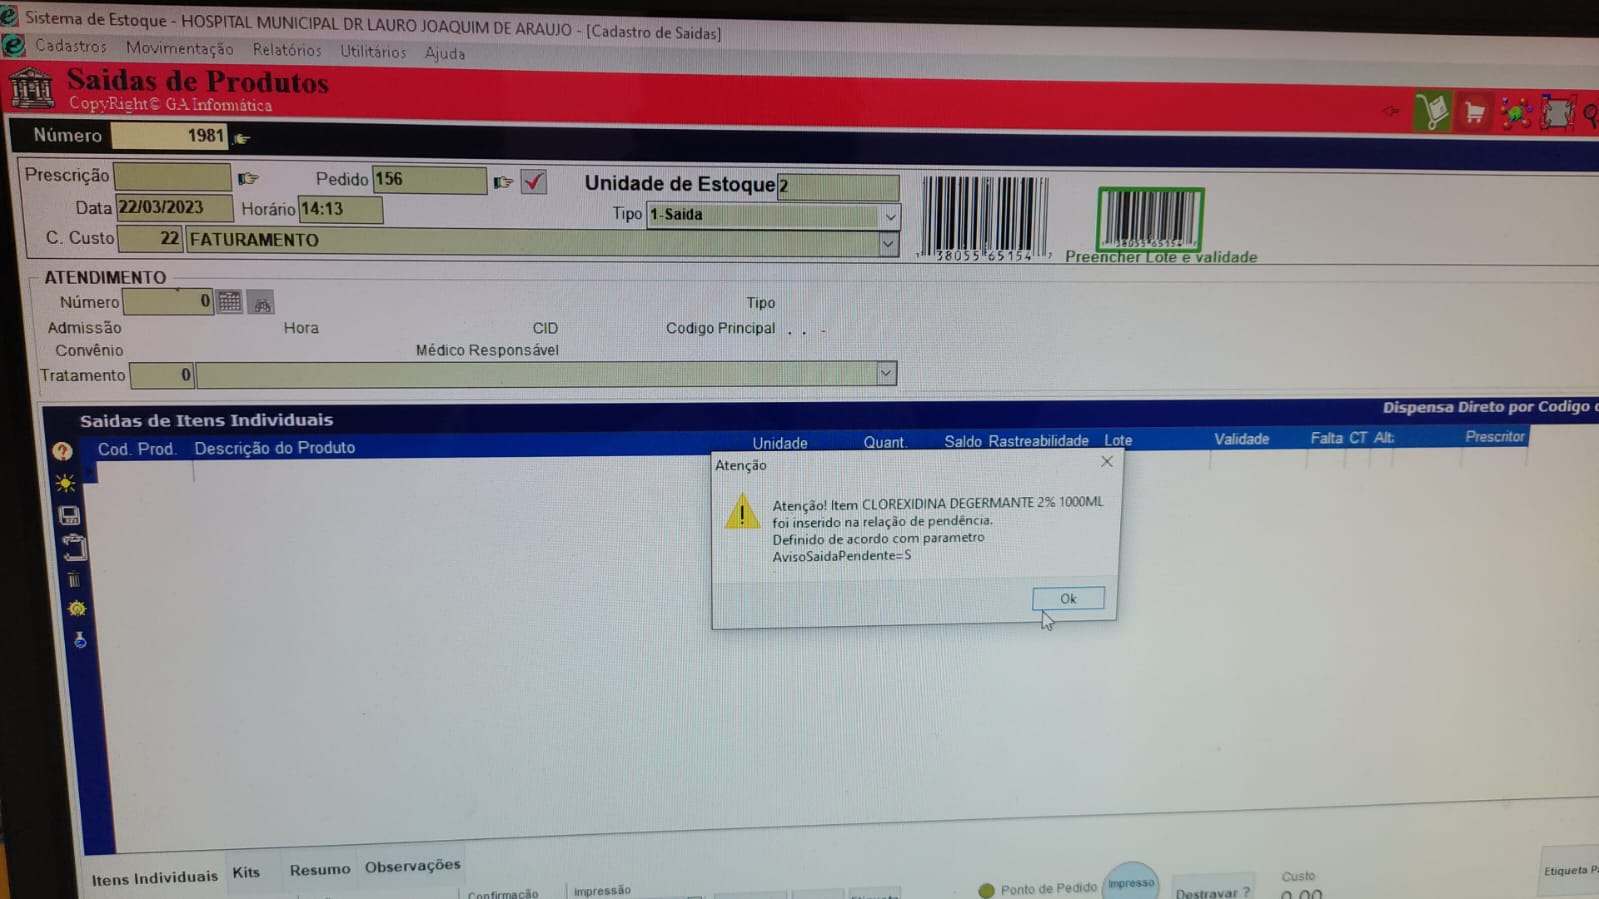 Sistema de Estoque - HOSPITAL MUNICIPAL DR LAURO JOAQUIM DE ARAUJO - [Cadastro de Saidas]
Cadastros Movimentação Relatórios Utilitários Ajuda
Saidas de Produtos
CopyRight© GA Informática
Número 1981
Prescrição Pedido 156 Unidade de Estoque 2
Data 22/03/2023 Horário 14:13 Tipo 1-Saida
C. Custo 22 FATURAMENTO
7 38055 65154 7
38055 65154
Preencher Lote e validade
ATENDIMENTO
Número 0 Tipo
Admissão Hora CID Codigo Principal . . -
Convênio Médico Responsável
Tratamento 0
Saidas de Itens Individuais Dispensa Direto por Codigo
Cod. Prod. Descrição do Produto Unidade Quant. Saldo Rastreabilidade Lote Validade Falta CT Alt: Prescritor
Atenção
Atenção! Item CLOREXIDINA DEGERMANTE 2% 1000ML
foi inserido na relação de pendência.
Definido de acordo com parametro
AvisoSaidaPendente=S
Ok
Itens Individuais Kits Resumo Observações
Confirmação Impressão Ponto de Pedido Impresso Destravar ? Custo Etiqueta
0,00